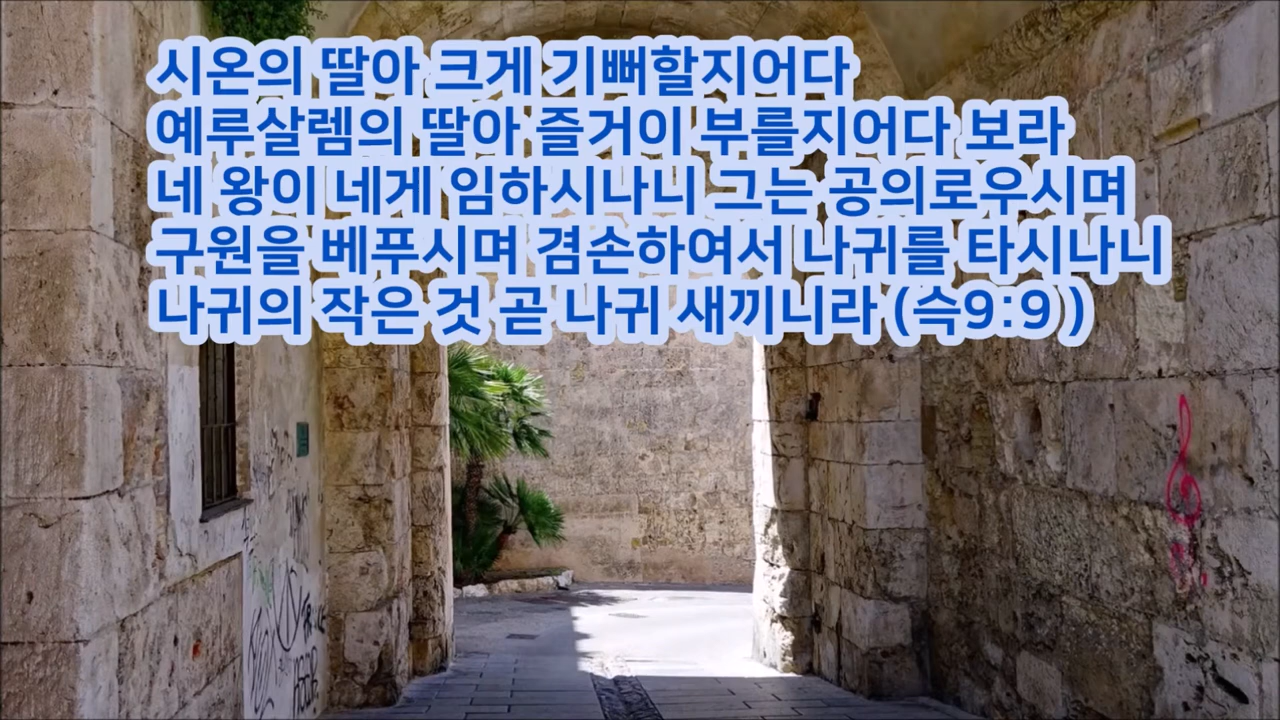 시온의 딸아 크게 기뻐할지어다
예루살렘의 딸아 즐거이 부를지어다 보라
네 왕이 네게 임하시나니 그는 공의로우시며
구원을 베푸시며 겸손하여서 나귀를 타시나니
나귀의 작은 것 곧 나귀 새끼니라 (슥9:9 )